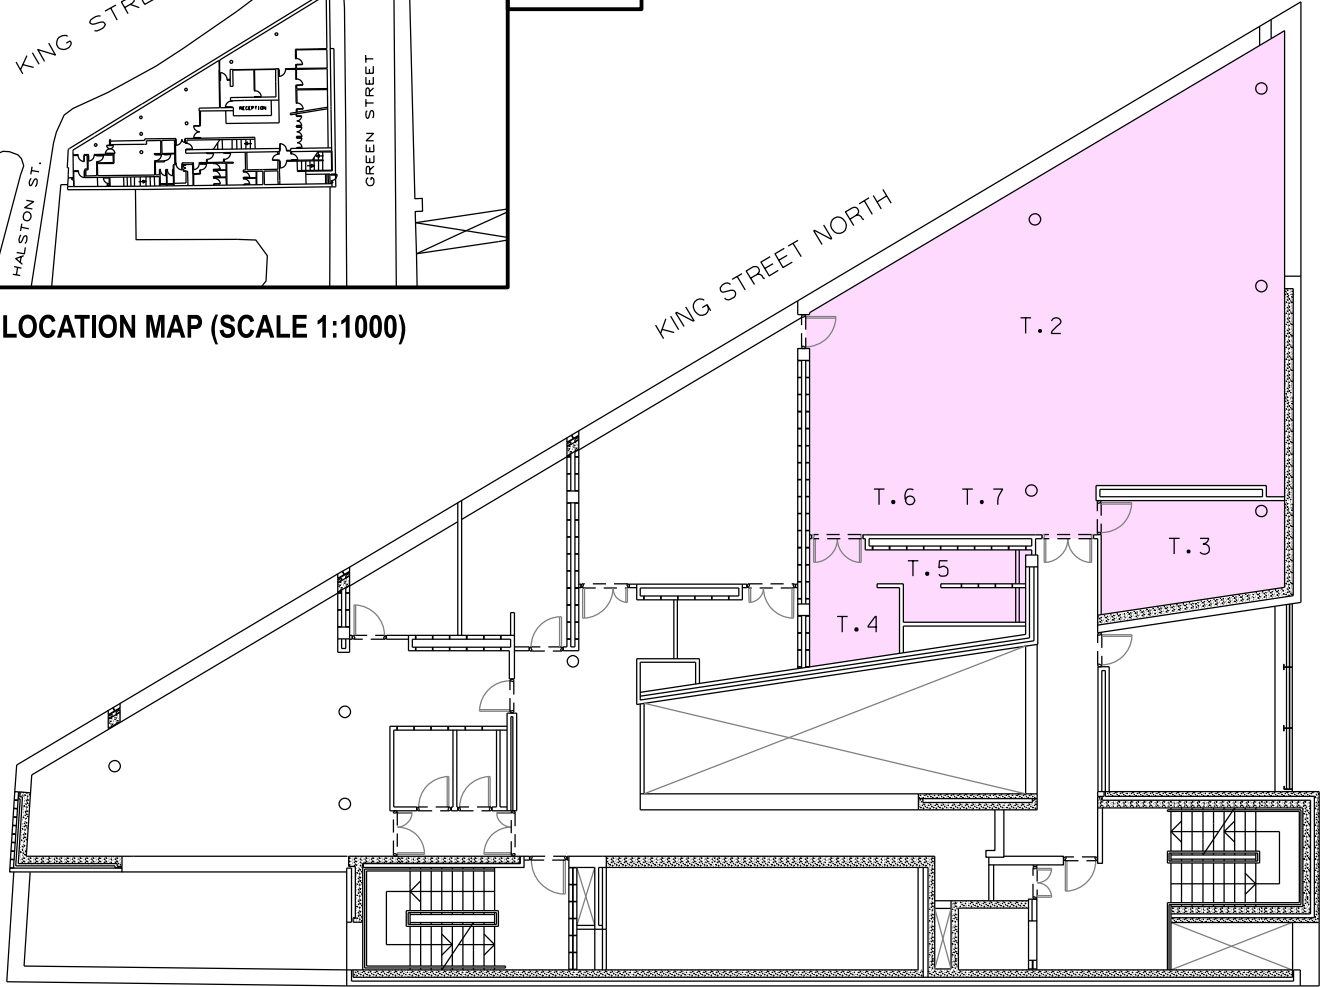 KING STRE
RECEPTION
GREEN STREET
HALSTON ST.
LOCATION MAP (SCALE 1:1000)
KING STREET NORTH
T.2
T.6 T.7
T.3
T.5
T.4